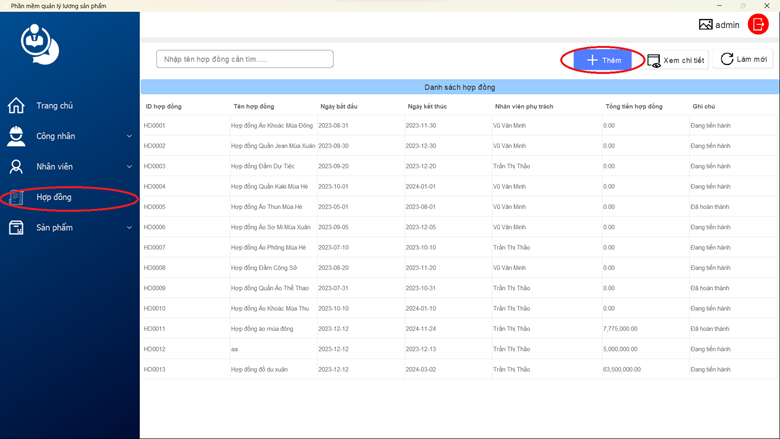 Phần mềm quản lý lương sản phẩm
admin
Nhập tên hợp đồng cần tìm.....
Thêm
Xem chi tiết
Làm mới
Trang chủ
Công nhân
Nhân viên
Hợp đồng
Sản phẩm
Danh sách hợp đồng
ID hợp đồng Tên hợp đồng Ngày bắt đầu Ngày kết thúc Nhân viên phụ trách Tổng tiền hợp đồng Ghi chú
HD0001 Hợp đồng Áo Khoác Mùa Đông 2023-08-31 2023-11-30 Vũ Văn Minh 0.00 Đang tiến hành
HD0002 Hợp đồng Quần Jean Mùa Xuân 2023-09-30 2023-12-30 Vũ Văn Minh 0.00 Đang tiến hành
HD0003 Hợp đồng Đầm Dự Tiệc 2023-09-20 2023-12-20 Trần Thị Thảo 0.00 Đang tiến hành
HD0004 Hợp đồng Quần Kaki Mùa Hè 2023-10-01 2024-01-01 Vũ Văn Minh 0.00 Đang tiến hành
HD0005 Hợp đồng Áo Thun Mùa Hè 2023-05-01 2023-08-01 Vũ Văn Minh 0.00 Đã hoàn thành
HD0006 Hợp đồng Áo Sơ Mi Mùa Xuân 2023-09-05 2023-12-05 Vũ Văn Minh 0.00 Đang tiến hành
HD0007 Hợp đồng Áo Phông Mùa Hè 2023-07-10 2023-10-10 Trần Thị Thảo 0.00 Đang tiến hành
HD0008 Hợp đồng Đầm Công Sở 2023-08-20 2023-11-20 Vũ Văn Minh 0.00 Đang tiến hành
HD0009 Hợp đồng Quần Áo Thể Thao 2023-07-31 2023-10-31 Trần Thị Thảo 0.00 Đã hoàn thành
HD0010 Hợp đồng Áo Khoác Mùa Thu 2023-10-10 2024-01-10 Trần Thị Thảo 0.00 Đang tiến hành
HD0011 Hợp đồng áo mùa đông 2023-12-12 2024-11-24 Trần Thị Thảo 7,775,000.00 Đã hoàn thành
HD0012 aa 2023-12-12 2023-12-13 Trần Thị Thảo 5,000,000.00 Đang tiến hành
HD0013 Hợp đồng đồ du xuân 2023-12-12 2024-03-02 Trần Thị Thảo 63,500,000.00 Đang tiến hành